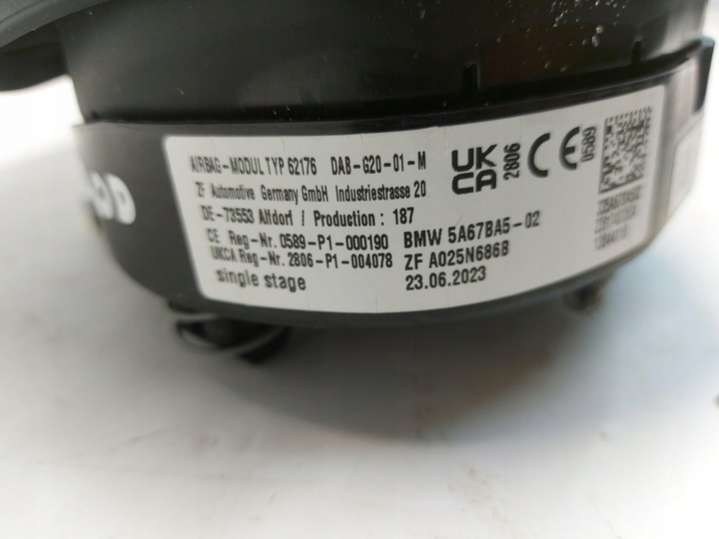 AIRBAG-MODUL TYP 62176 DAB-G20-01-M
ZF Automotive Germany GmbH Industriestrasse 20
DE-73553 Alfdorf / Production : 187
CE Reg-Nr. 0589-P1-000190 BMW 5A67BA5-02
UKCA Reg-Nr. 2806-P1-004078 ZF A025N686B
single stage 23.06.2023
UK
CA
2806
CE
0589